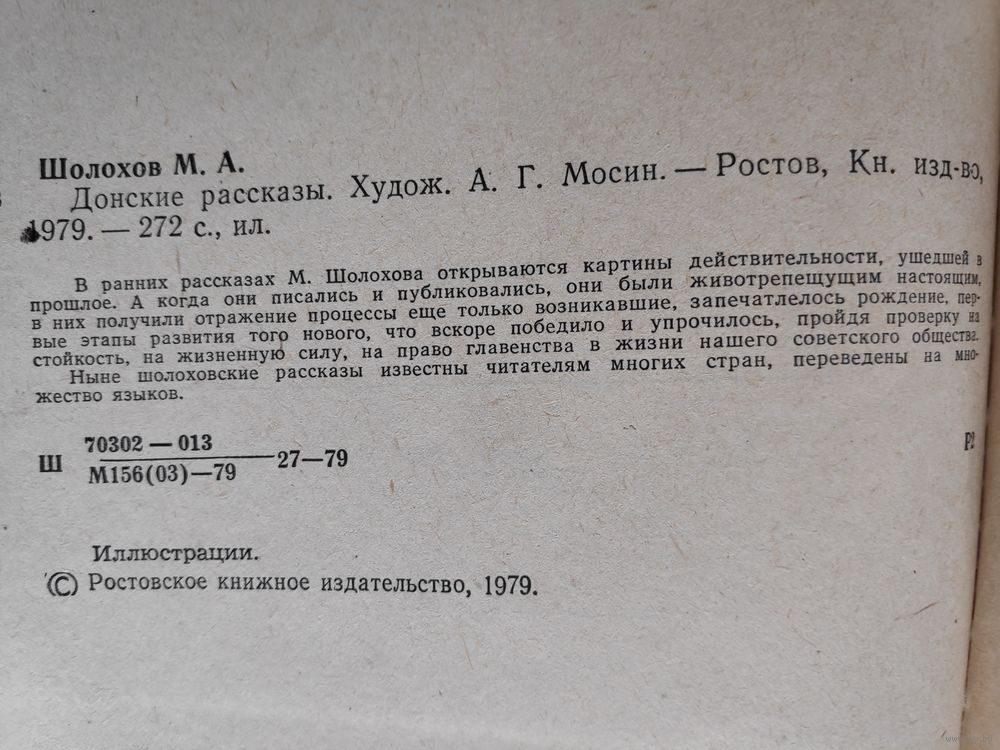 Шолохов М. А.
Донские рассказы. Худож. А. Г. Мосин. — Ростов, Кн. изд-во,
1979. — 272 с., ил.
В ранних рассказах М. Шолохова открываются картины действительности, ушедшей в
прошлое. А когда они писались и публиковались, они были животрепещущим настоящим,
в них получили отражение процессы еще только возникавшие, запечатлелось рождение, пер-
вые этапы развития того нового, что вскоре победило и упрочилось, пройдя проверку на
стойкость, на жизненную силу, на право главенства в жизни нашего советского общества.
Ныне шолоховские рассказы известны читателям многих стран, переведены на мно-
жество языков.
70302 — 013
Ш 27—79
М156(03)—79
Иллюстрации.
© Ростовское книжное издательство, 1979.